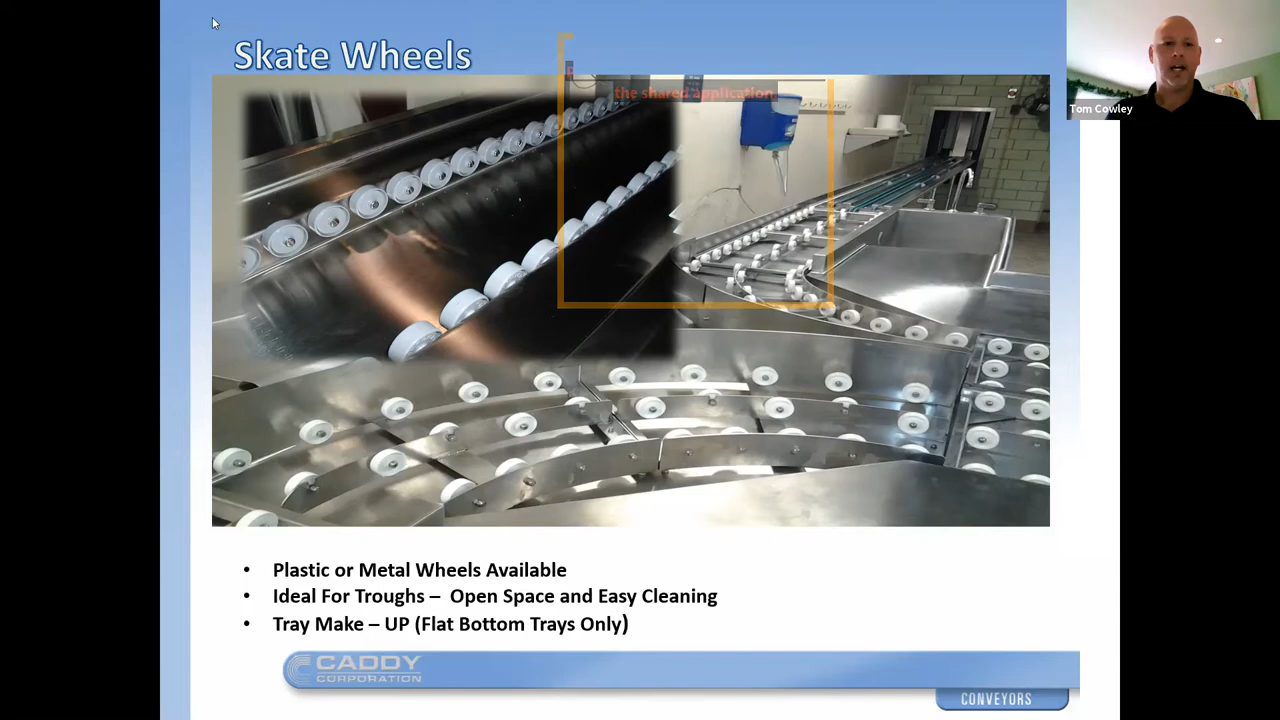 Skate Wheels
the shared application
Tom Cowley
• Plastic or Metal Wheels Available
• Ideal For Troughs – Open Space and Easy Cleaning
• Tray Make – UP (Flat Bottom Trays Only)
CADDY
CORPORATION
CONVEYORS